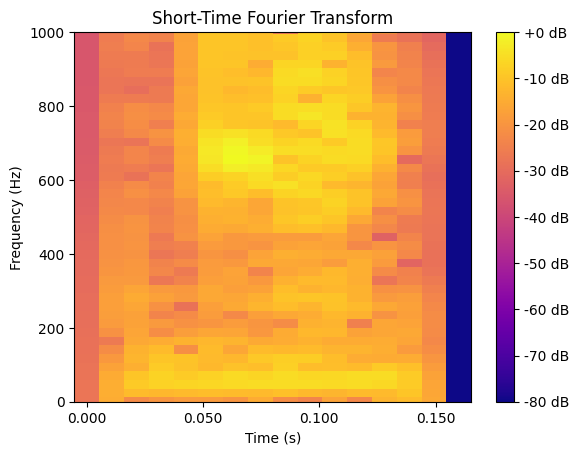 Short-Time Fourier Transform
1000
800
600
400
200
0
Frequency (Hz)
0.000
0.050
0.100
0.150
Time (s)
+0 dB
-10 dB
-20 dB
-30 dB
-40 dB
-50 dB
-60 dB
-70 dB
-80 dB